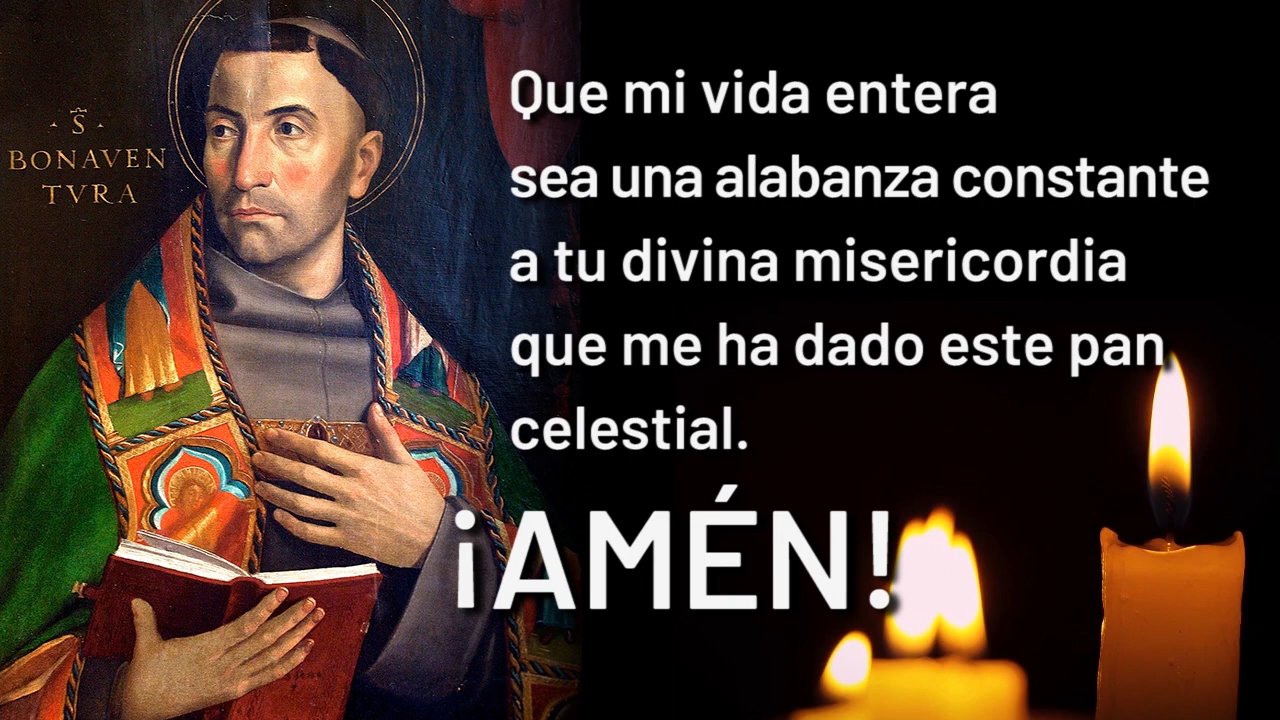 S̄
BONAVEN
TVRA
Que mi vida entera
sea una alabanza constante
a tu divina misericordia
que me ha dado este pan
celestial.
¡AMÉN!